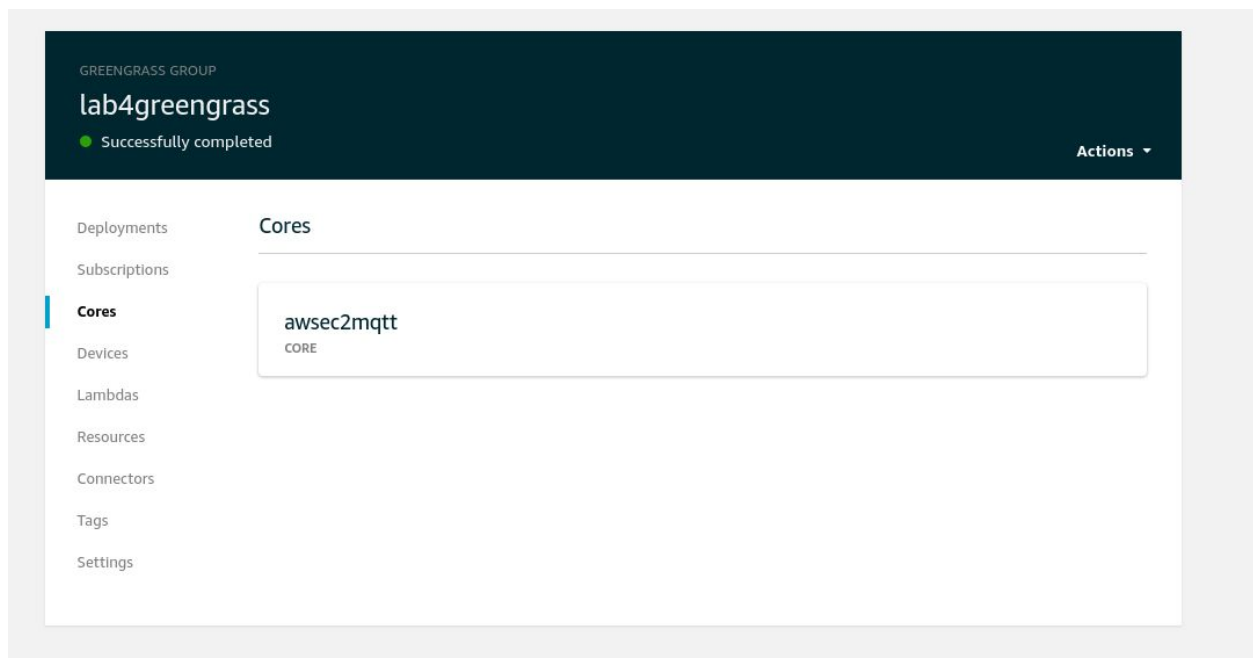 GREENGRASS GROUP
lab4greengrass
Successfully completed
Actions
Deployments
Subscriptions
Cores
Devices
Lambdas
Resources
Connectors
Tags
Settings
Cores
awsec2mqtt
CORE